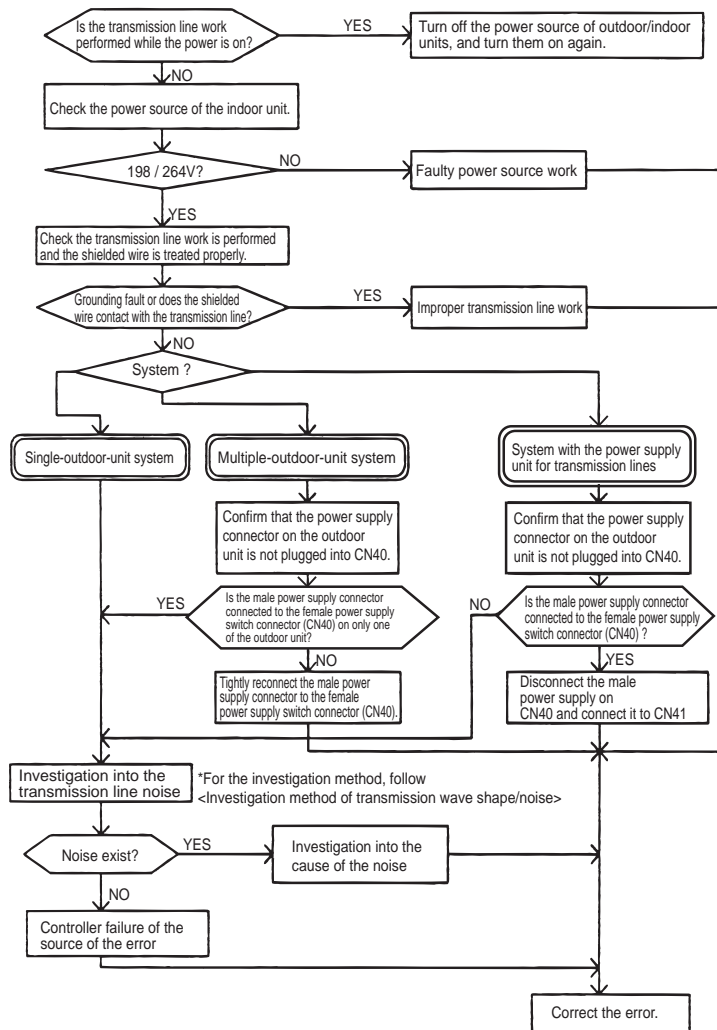 Is the transmission line work
performed while the power is on?
YES
Turn off the power source of outdoor/indoor
units, and turn them on again.
NO
Check the power source of the indoor unit.
198 / 264V?
NO
Faulty power source work
YES
Check the transmission line work is performed
and the shielded wire is treated properly.
Grounding fault or does the shielded
wire contact with the transmission line?
YES
Improper transmission line work
NO
System ?
Single-outdoor-unit system
Multiple-outdoor-unit system
System with the power supply
unit for transmission lines
Confirm that the power supply
connector on the outdoor
unit is not plugged into CN40.
Confirm that the power supply
connector on the outdoor
unit is not plugged into CN40.
YES
Is the male power supply connector
connected to the female power supply
switch connector (CN40) on only one
of the outdoor unit?
NO
Is the male power supply connector
connected to the female power supply
switch connector (CN40) ?
NO
YES
Tightly reconnect the male power
supply connector to the female
power supply switch connector (CN40).
Disconnect the male
power supply on
CN40 and connect it to CN41
Investigation into the
transmission line noise
*For the investigation method, follow
<Investigation method of transmission wave shape/noise>
Noise exist?
YES
Investigation into the
cause of the noise
NO
Controller failure of the
source of the error
Correct the error.